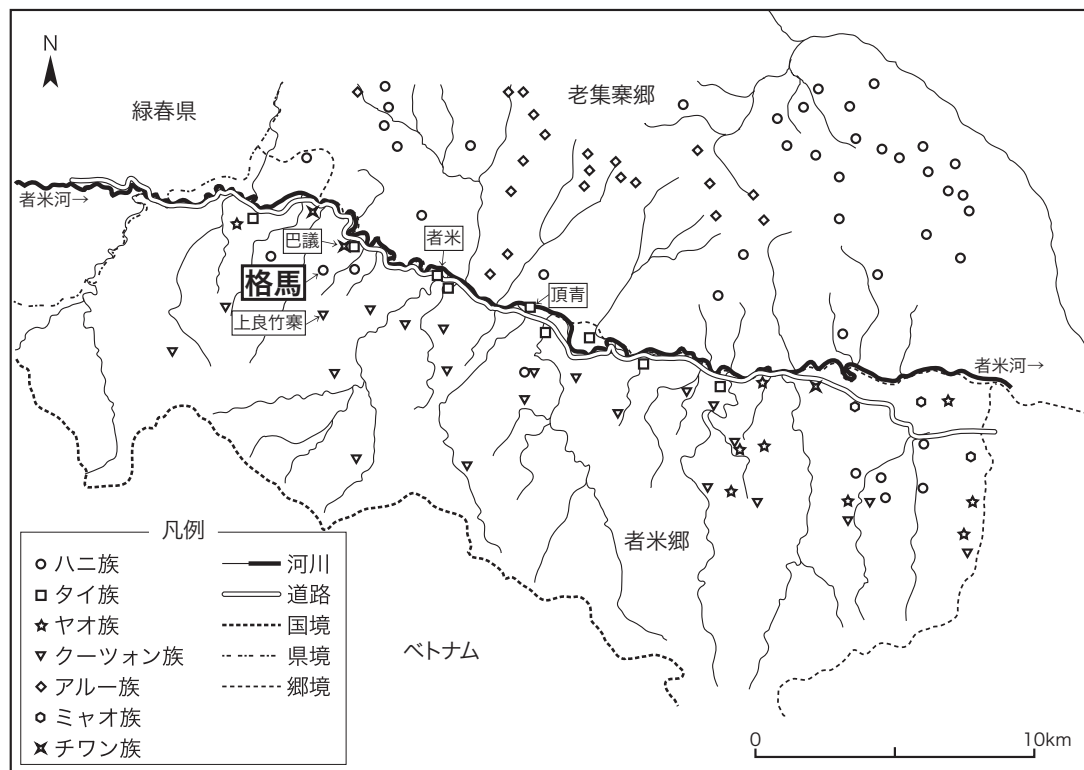 N
緑春県
老集寨郷
者米河→
巴議
者米
格馬
上良竹寨
頂青
者米河→
者米郷
ベトナム
凡例
ハニ族
タイ族
ヤオ族
クーツォン族
アルー族
ミャオ族
チワン族
河川
道路
国境
県境
郷境
0
10km